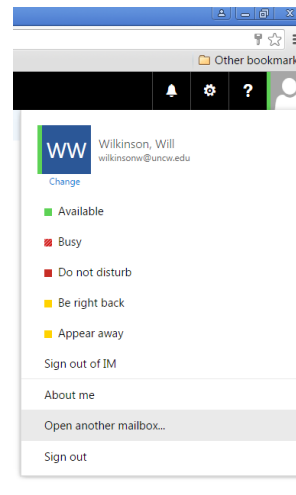 Other bookmark
?
WW
Wilkinson, Will
wilkinsonw@uncw.edu
Change
Available
Busy
Do not disturb
Be right back
Appear away
Sign out of IM
About me
Open another mailbox...
Sign out